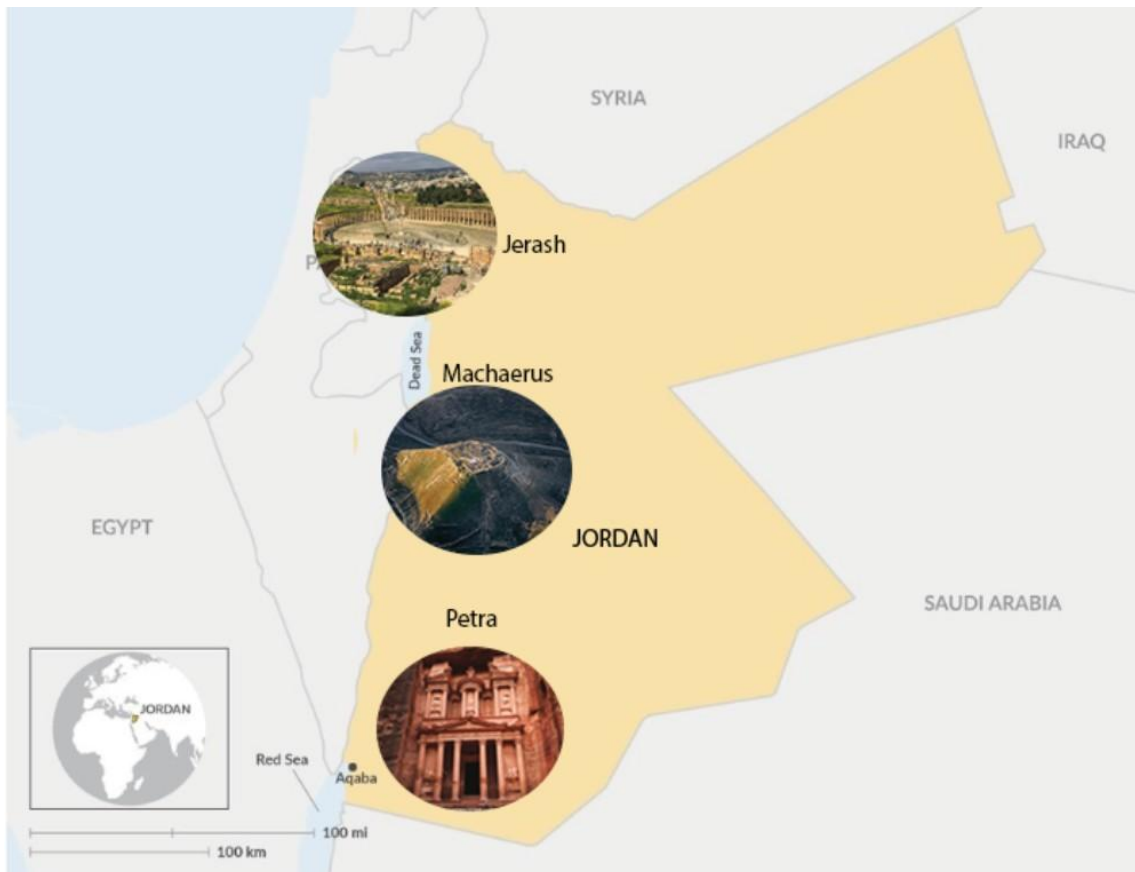 SYRIA
IRAQ
Jerash
Dead Sea
Machaerus
EGYPT
JORDAN
SAUDI ARABIA
Petra
JORDAN
Red Sea
Aqaba
100 mi
100 km